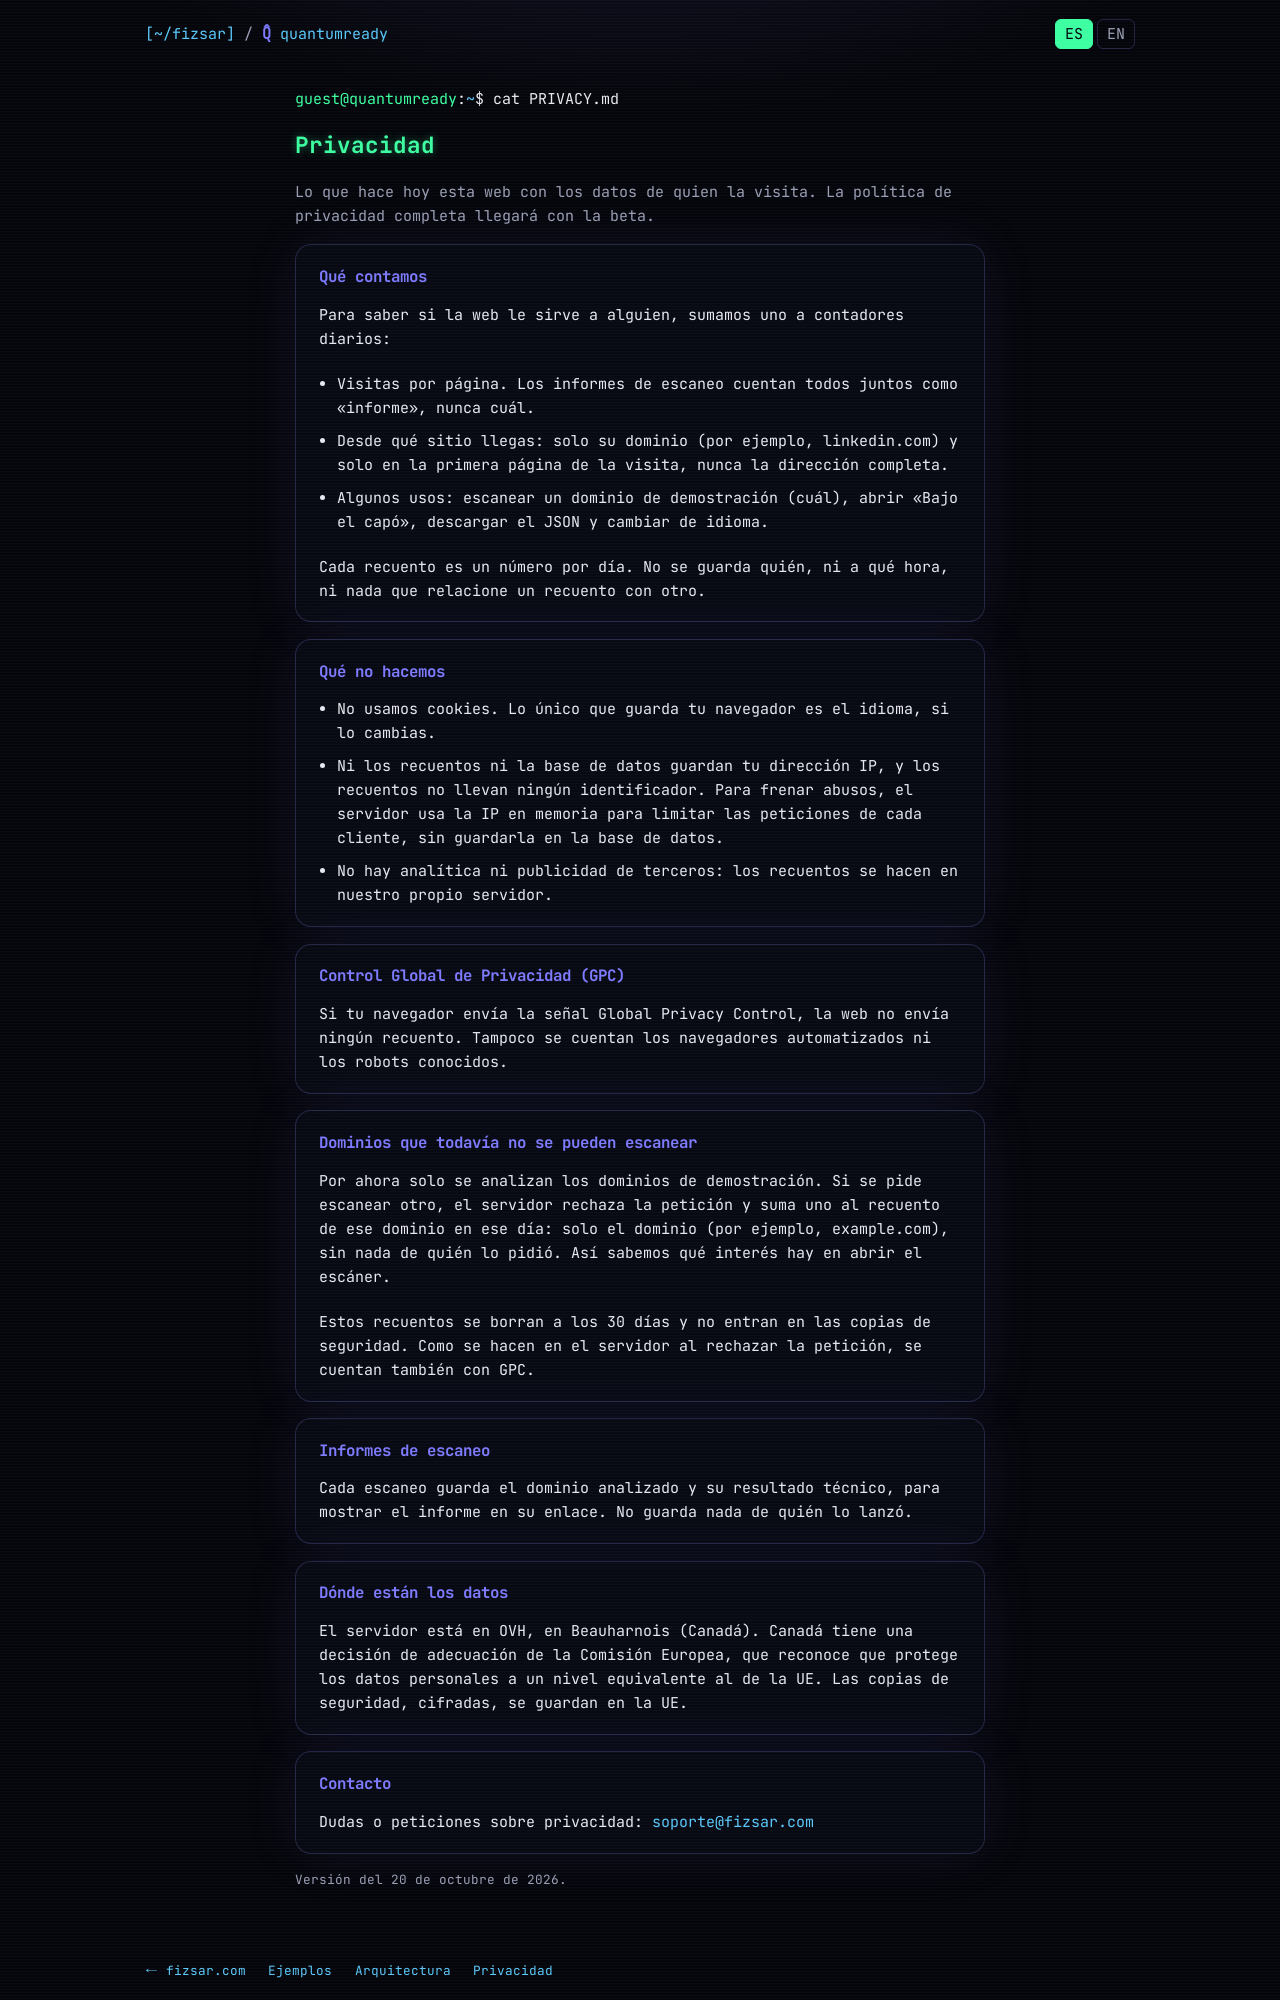 [~/fizsar] / Q quantumready
ES EN
guest@quantumready:~$ cat PRIVACY.md
Privacidad
Lo que hace hoy esta web con los datos de quien la visita. La política de
privacidad completa llegará con la beta.
Qué contamos
Para saber si la web le sirve a alguien, sumamos uno a contadores
diarios:
• Visitas por página. Los informes de escaneo cuentan todos juntos como
«informe», nunca cuál.
• Desde qué sitio llegas: solo su dominio (por ejemplo, linkedin.com) y
solo en la primera página de la visita, nunca la dirección completa.
• Algunos usos: escanear un dominio de demostración (cuál), abrir «Bajo
el capó», descargar el JSON y cambiar de idioma.
Cada recuento es un número por día. No se guarda quién, ni a qué hora,
ni nada que relacione un recuento con otro.
Qué no hacemos
• No usamos cookies. Lo único que guarda tu navegador es el idioma, si
lo cambias.
• Ni los recuentos ni la base de datos guardan tu dirección IP, y los
recuentos no llevan ningún identificador. Para frenar abusos, el
servidor usa la IP en memoria para limitar las peticiones de cada
cliente, sin guardarla en la base de datos.
• No hay analítica ni publicidad de terceros: los recuentos se hacen en
nuestro propio servidor.
Control Global de Privacidad (GPC)
Si tu navegador envía la señal Global Privacy Control, la web no envía
ningún recuento. Tampoco se cuentan los navegadores automatizados ni
los robots conocidos.
Dominios que todavía no se pueden escanear
Por ahora solo se analizan los dominios de demostración. Si se pide
escanear otro, el servidor rechaza la petición y suma uno al recuento
de ese dominio en ese día: solo el dominio (por ejemplo, example.com),
sin nada de quién lo pidió. Así sabemos qué interés hay en abrir el
escáner.
Estos recuentos se borran a los 30 días y no entran en las copias de
seguridad. Como se hacen en el servidor al rechazar la petición, se
cuentan también con GPC.
Informes de escaneo
Cada escaneo guarda el dominio analizado y su resultado técnico, para
mostrar el informe en su enlace. No guarda nada de quién lo lanzó.
Dónde están los datos
El servidor está en OVH, en Beauharnois (Canadá). Canadá tiene una
decisión de adecuación de la Comisión Europea, que reconoce que protege
los datos personales a un nivel equivalente al de la UE. Las copias de
seguridad, cifradas, se guardan en la UE.
Contacto
Dudas o peticiones sobre privacidad: soporte@fizsar.com
Versión del 20 de octubre de 2026.
← fizsar.com Ejemplos Arquitectura Privacidad